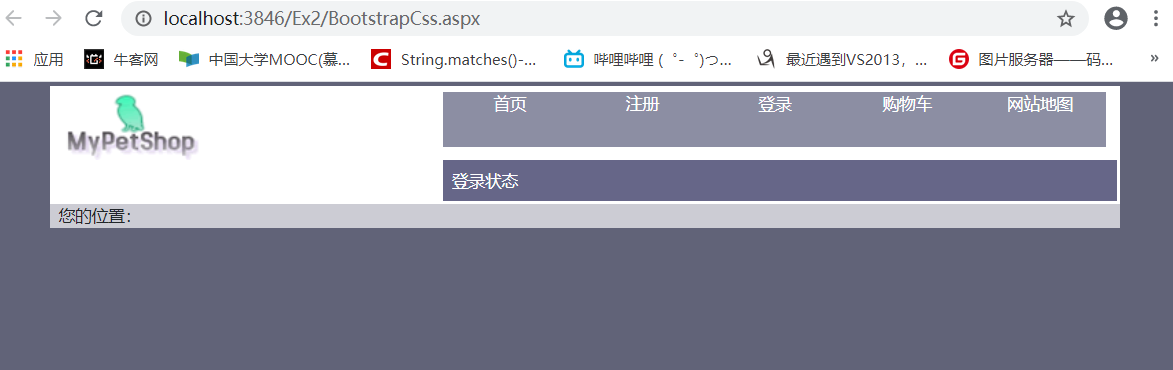 localhost:3846/Ex2/BootstrapCss.aspx
应用 牛客网 中国大学MOOC(慕... String.matches()-... 哔哩哔哩 ( ゜- ゜)つ... 最近遇到VS2013，... 图片服务器——码... »
首页 注册 登录 购物车 网站地图
MyPetShop
登录状态
您的位置：